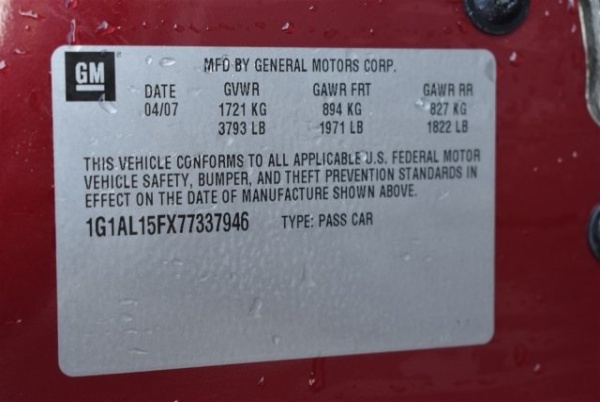 GM
MFD BY GENERAL MOTORS CORP.
DATE GVWR GAWR FRT GAWR RR
04/07 1721 KG 894 KG 827 KG
3793 LB 1971 LB 1822 LB
THIS VEHICLE CONFORMS TO ALL APPLICABLE U.S. FEDERAL MOTOR
VEHICLE SAFETY, BUMPER, AND THEFT PREVENTION STANDARDS IN
EFFECT ON THE DATE OF MANUFACTURE SHOWN ABOVE.
1G1AL15FX77337946 TYPE: PASS CAR